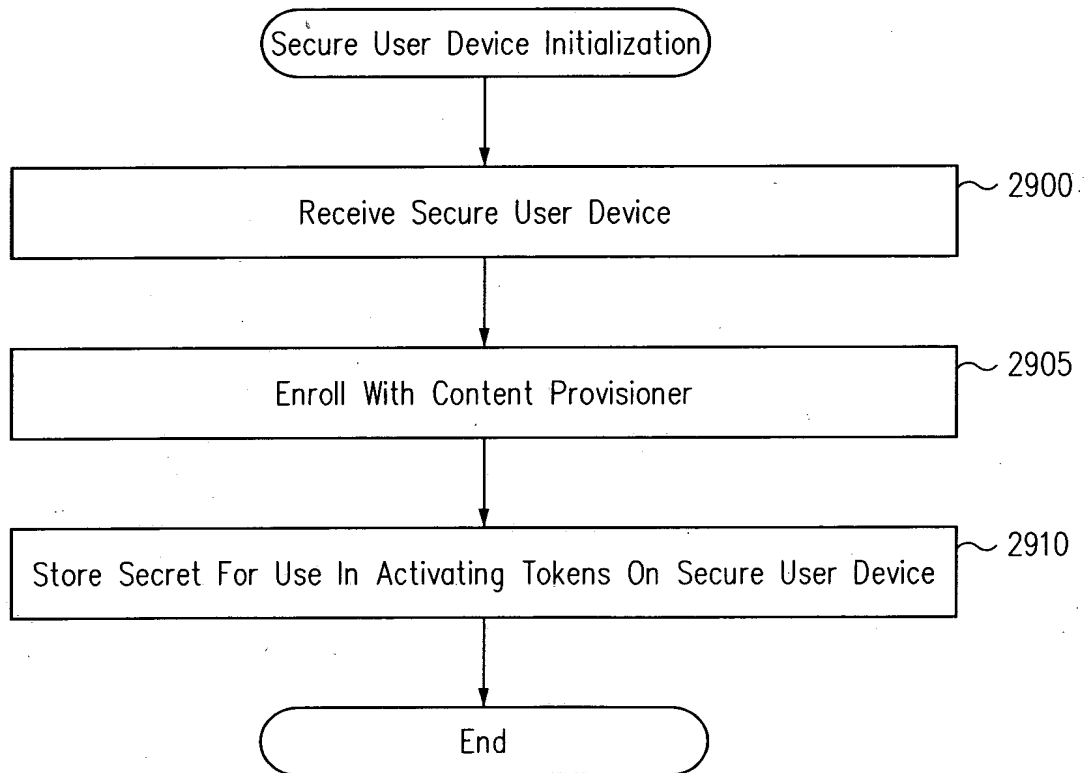 Secure User Device Initialization
Receive Secure User Device
2900
Enroll With Content Provisioner
2905
Store Secret For Use In Activating Tokens On Secure User Device
2910
End